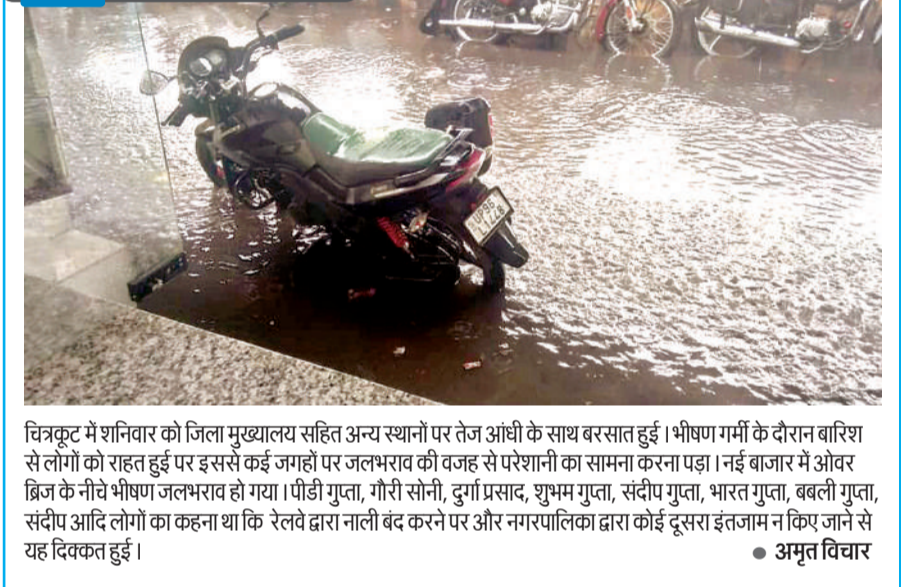 चित्रकूट में शनिवार को जिला मुख्यालय सहित अन्य स्थानों पर तेज आंधी के साथ बरसात हुई। भीषण गर्मी के दौरान बारिश
से लोगों को राहत हुई पर इससे कई जगहों पर जलभराव की वजह से परेशानी का सामना करना पड़ा। नई बाजार में ओवर
ब्रिज के नीचे भीषण जलभराव हो गया। पीडी गुप्ता, गौरी सोनी, दुर्गा प्रसाद, शुभम गुप्ता, संदीप गुप्ता, भारत गुप्ता, बबली गुप्ता,
संदीप आदि लोगों का कहना था कि रेलवे द्वारा नाली बंद करने पर और नगरपालिका द्वारा कोई दूसरा इंतजाम न किए जाने से
यह दिक्कत हुई।
● अमृत विचार